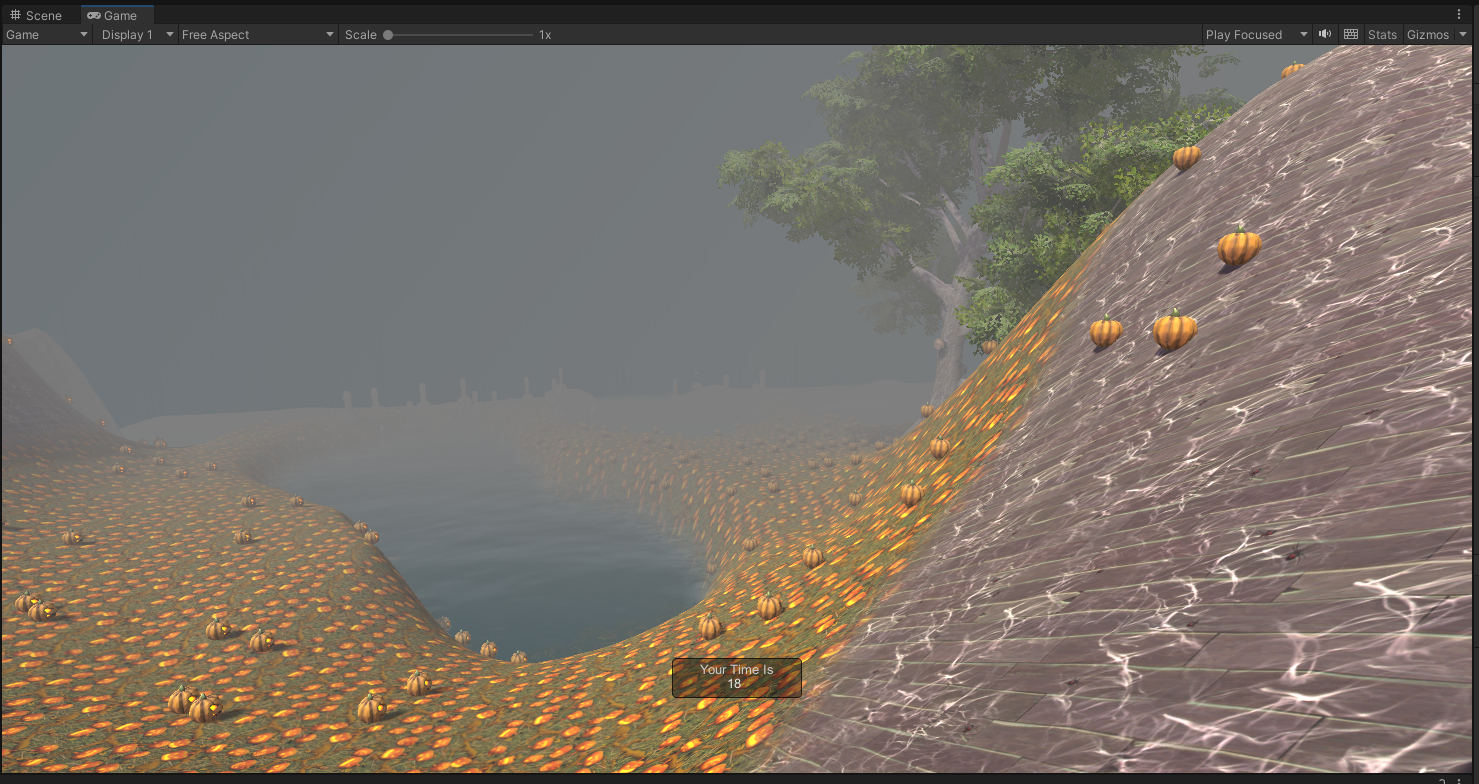 Scene Game
Game Display 1 Free Aspect Scale 1x Play Focused Stats Gizmos
Your Time Is
18